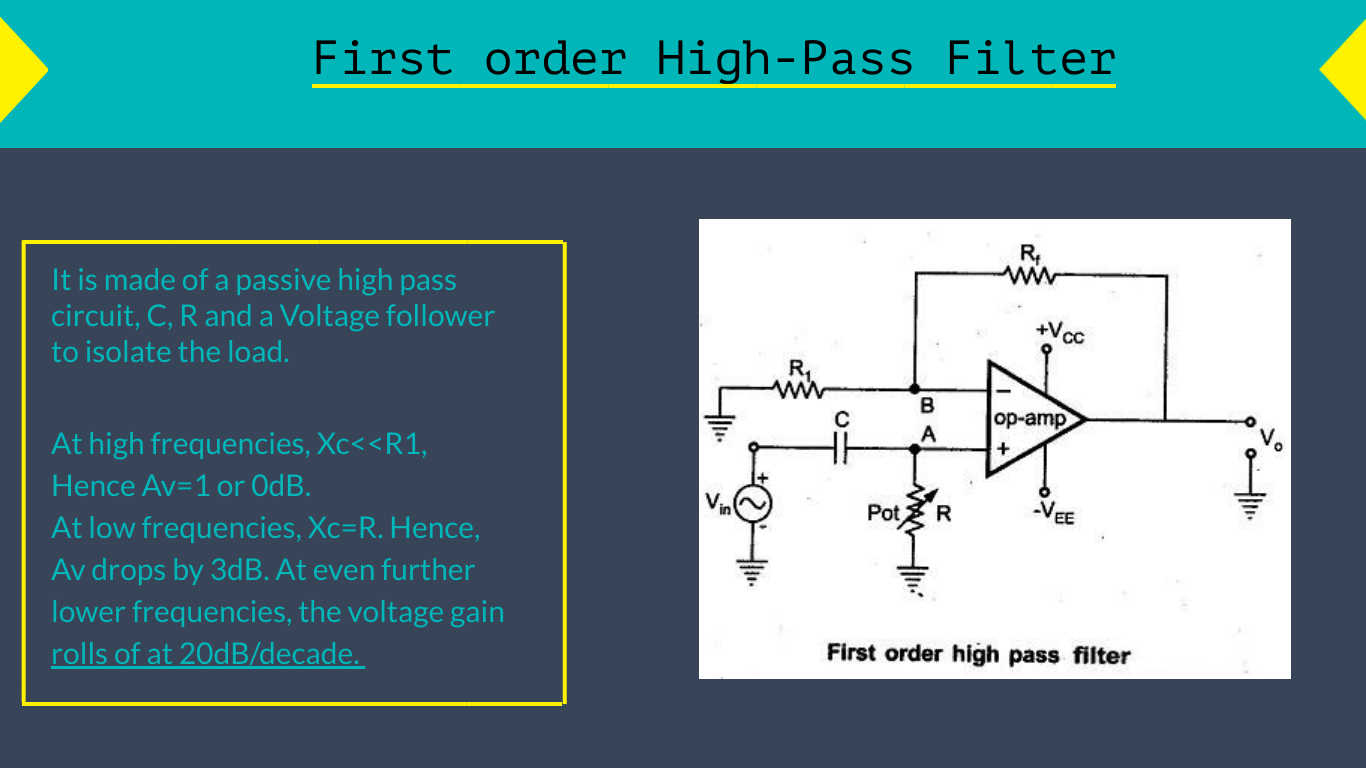 First order High-Pass Filter
It is made of a passive high pass
circuit, C, R and a Voltage follower
to isolate the load.
At high frequencies, Xc<<R1,
Hence Av=1 or 0dB.
At low frequencies, Xc=R. Hence,
Av drops by 3dB. At even further
lower frequencies, the voltage gain
rolls of at 20dB/decade.
Rf
+VCC
R1
B
−
op-amp
C
A
+
Vo
+
Vin
-
Pot R
-VEE
First order high pass filter